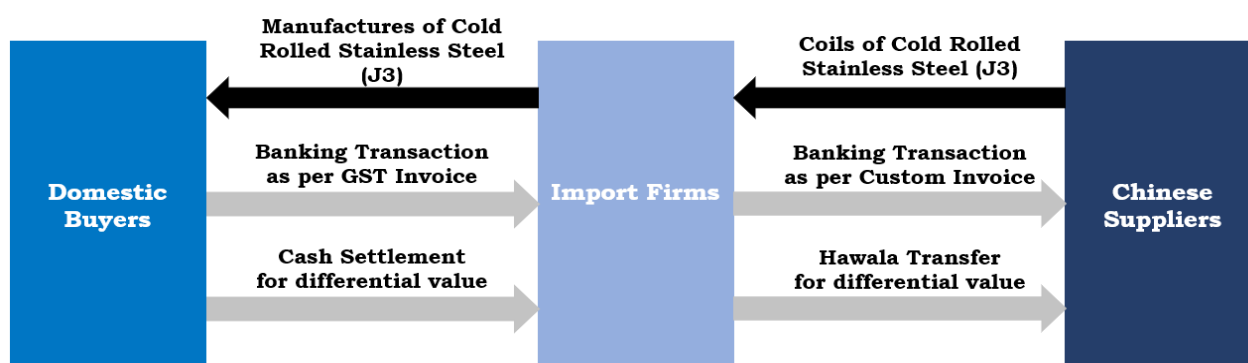 Manufactures of Cold
Rolled Stainless Steel
(J3)
Coils of Cold Rolled
Stainless Steel (J3)
Banking Transaction
as per GST Invoice
Banking Transaction
as per Custom Invoice
Domestic
Buyers
Import Firms
Chinese
Suppliers
Cash Settlement
for differential value
Hawala Transfer
for differential value